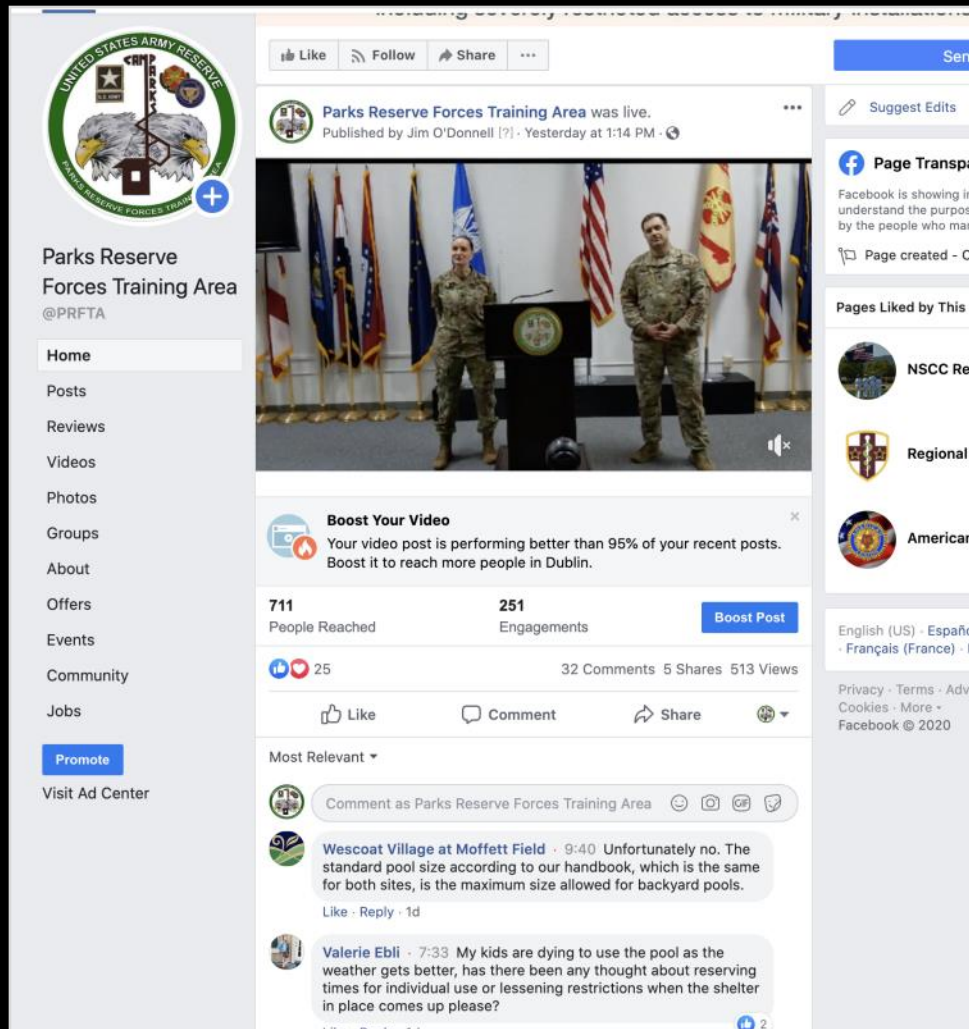 UNITED STATES ARMY RESERVE
CAMP
PARKS
U.S. ARMY
PARKS RESERVE FORCES TRAINING AREA
Parks Reserve
Forces Training Area
@PRFTA
Home
Posts
Reviews
Videos
Photos
Groups
About
Offers
Events
Community
Jobs
Promote
Visit Ad Center
including severely restricted access to military installations
Like Follow Share ...
Parks Reserve Forces Training Area was live.
Published by Jim O'Donnell [?] · Yesterday at 1:14 PM ·
Boost Your Video
Your video post is performing better than 95% of your recent posts.
Boost it to reach more people in Dublin.
711
People Reached
251
Engagements
Boost Post
25
32 Comments 5 Shares 513 Views
Like Comment Share
Most Relevant
Comment as Parks Reserve Forces Training Area GIF
Wescoat Village at Moffett Field · 9:40 Unfortunately no. The
standard pool size according to our handbook, which is the same
for both sites, is the maximum size allowed for backyard pools.
Like · Reply · 1d
Valerie Ebli · 7:33 My kids are dying to use the pool as the
weather gets better, has there been any thought about reserving
times for individual use or lessening restrictions when the shelter
in place comes up please?
2
Sen
Suggest Edits
Page Transpa
Facebook is showing in
understand the purpos
by the people who mar
Page created - O
Pages Liked by This
NSCC Re
Regional
American
English (US) · Españo
· Français (France) ·
Privacy · Terms · Adv
Cookies · More
Facebook © 2020